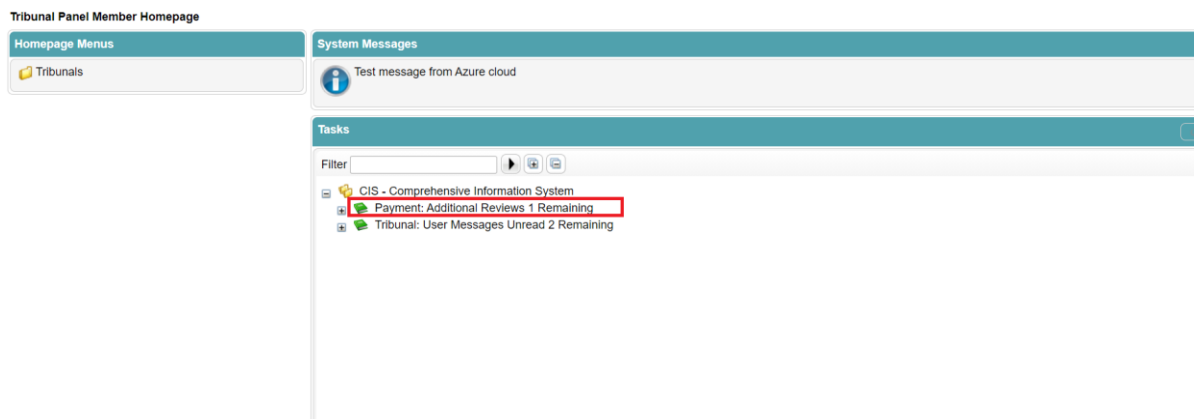 Tribunal Panel Member Homepage
Homepage Menus
Tribunals
System Messages
Test message from Azure cloud
Tasks
Filter
CIS - Comprehensive Information System
Payment: Additional Reviews 1 Remaining
Tribunal: User Messages Unread 2 Remaining